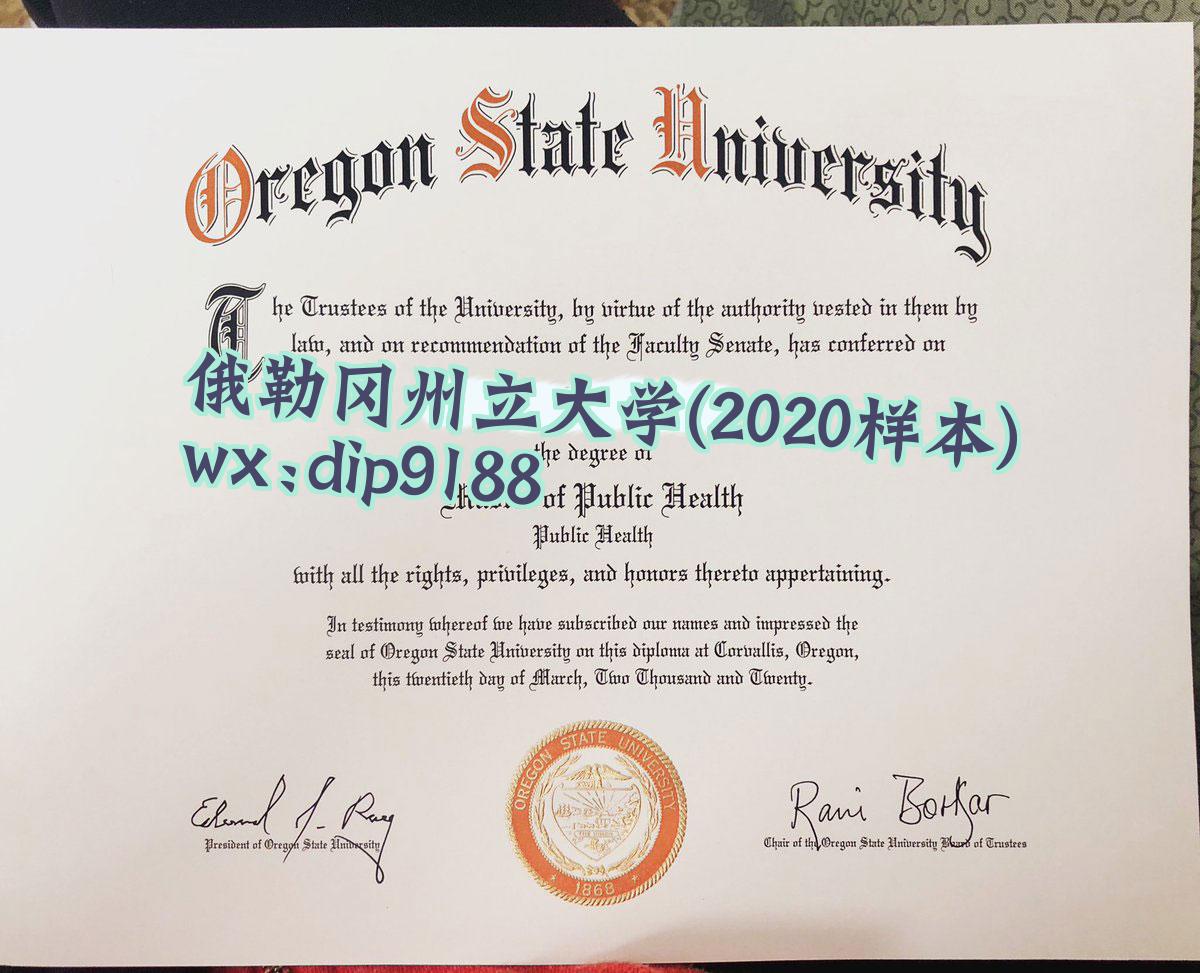 Oregon State University
The Trustees of the University, by virtue of the authority vested in them by
law, and on recommendation of the Faculty Senate, has conferred on
俄勒冈州立大学(2020样本)
the degree of
wx:dip9188
of Public Health
Public Health
with all the rights, privileges, and honors thereto appertaining.
In testimony whereof we have subscribed our names and impressed the
seal of Oregon State University on this diploma at Corvallis, Oregon,
this twentieth day of March, Two Thousand and Twenty.
OREGON STATE UNIVERSITY
1868
Rani Borkar
President of Oregon State University
Chair of the Oregon State University Board of Trustees